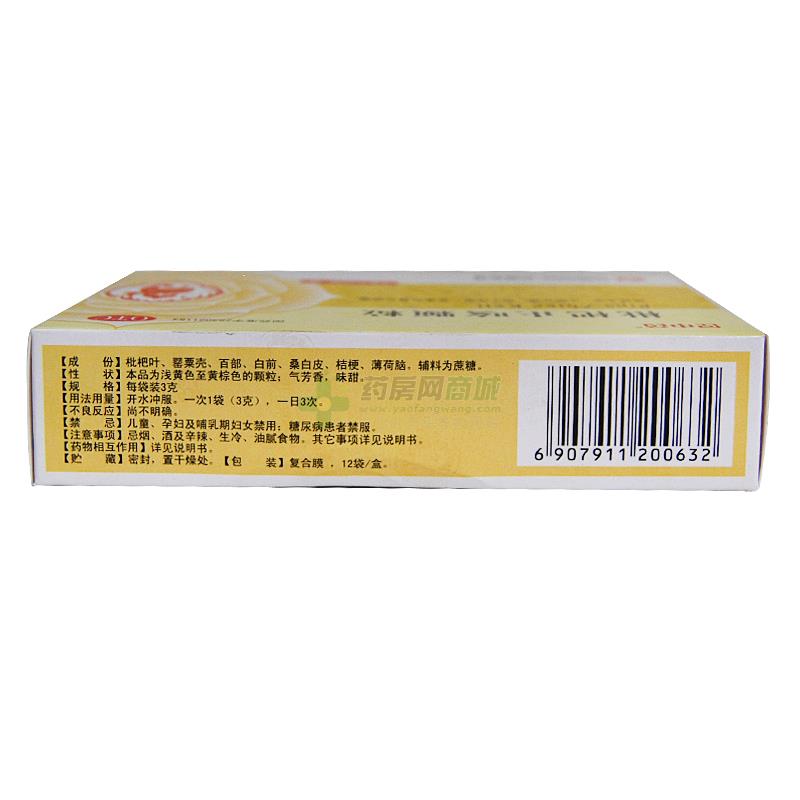 枇杷止咳颗粒
OTC
【成　份】枇杷叶、罂粟壳、百部、白前、桑白皮、桔梗、薄荷脑。辅料为蔗糖。
【性　状】本品为浅黄色至黄棕色的颗粒；气芳香，味甜。
【规　格】每袋装3克
【用法用量】开水冲服。一次1袋（3克），一日3次。
【不良反应】尚不明确。
【禁　忌】儿童、孕妇及哺乳期妇女禁用；糖尿病患者禁服。
【注意事项】忌烟、酒及辛辣、生冷、油腻食物。其它事项详见说明书。
【药物相互作用】详见说明书。
【贮　藏】密封，置干燥处。【包　装】复合膜，12袋/盒。
6 907911 200632
药房网商城
www.yaofangwang.com